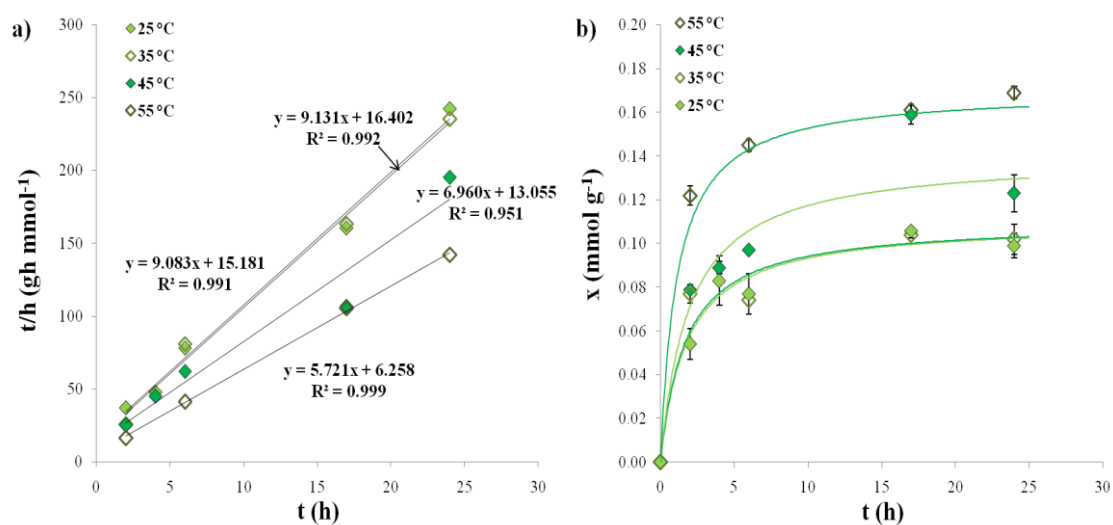 a)
25 °C
35 °C
45 °C
55 °C
t/h (gh mmol⁻¹)
300
250
200
150
100
50
0
y = 9.131x + 16.402
R² = 0.992
y = 6.960x + 13.055
R² = 0.951
y = 9.083x + 15.181
R² = 0.991
y = 5.721x + 6.258
R² = 0.999
0 5 10 15 20 25 30
t (h)
b)
55 °C
45 °C
35 °C
25 °C
x (mmol g⁻¹)
0.20
0.18
0.16
0.14
0.12
0.10
0.08
0.06
0.04
0.02
0.00
0 5 10 15 20 25 30
t (h)